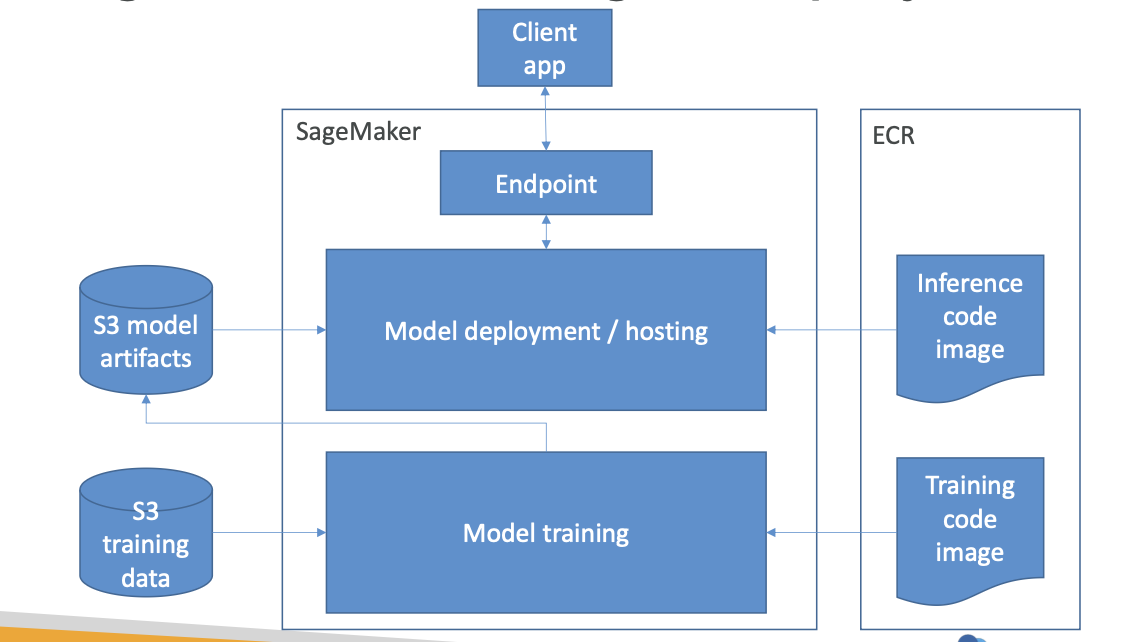 Client
app
SageMaker
ECR
Endpoint
Inference
code
image
S3 model
artifacts
Model deployment / hosting
Training
code
image
S3
training
data
Model training